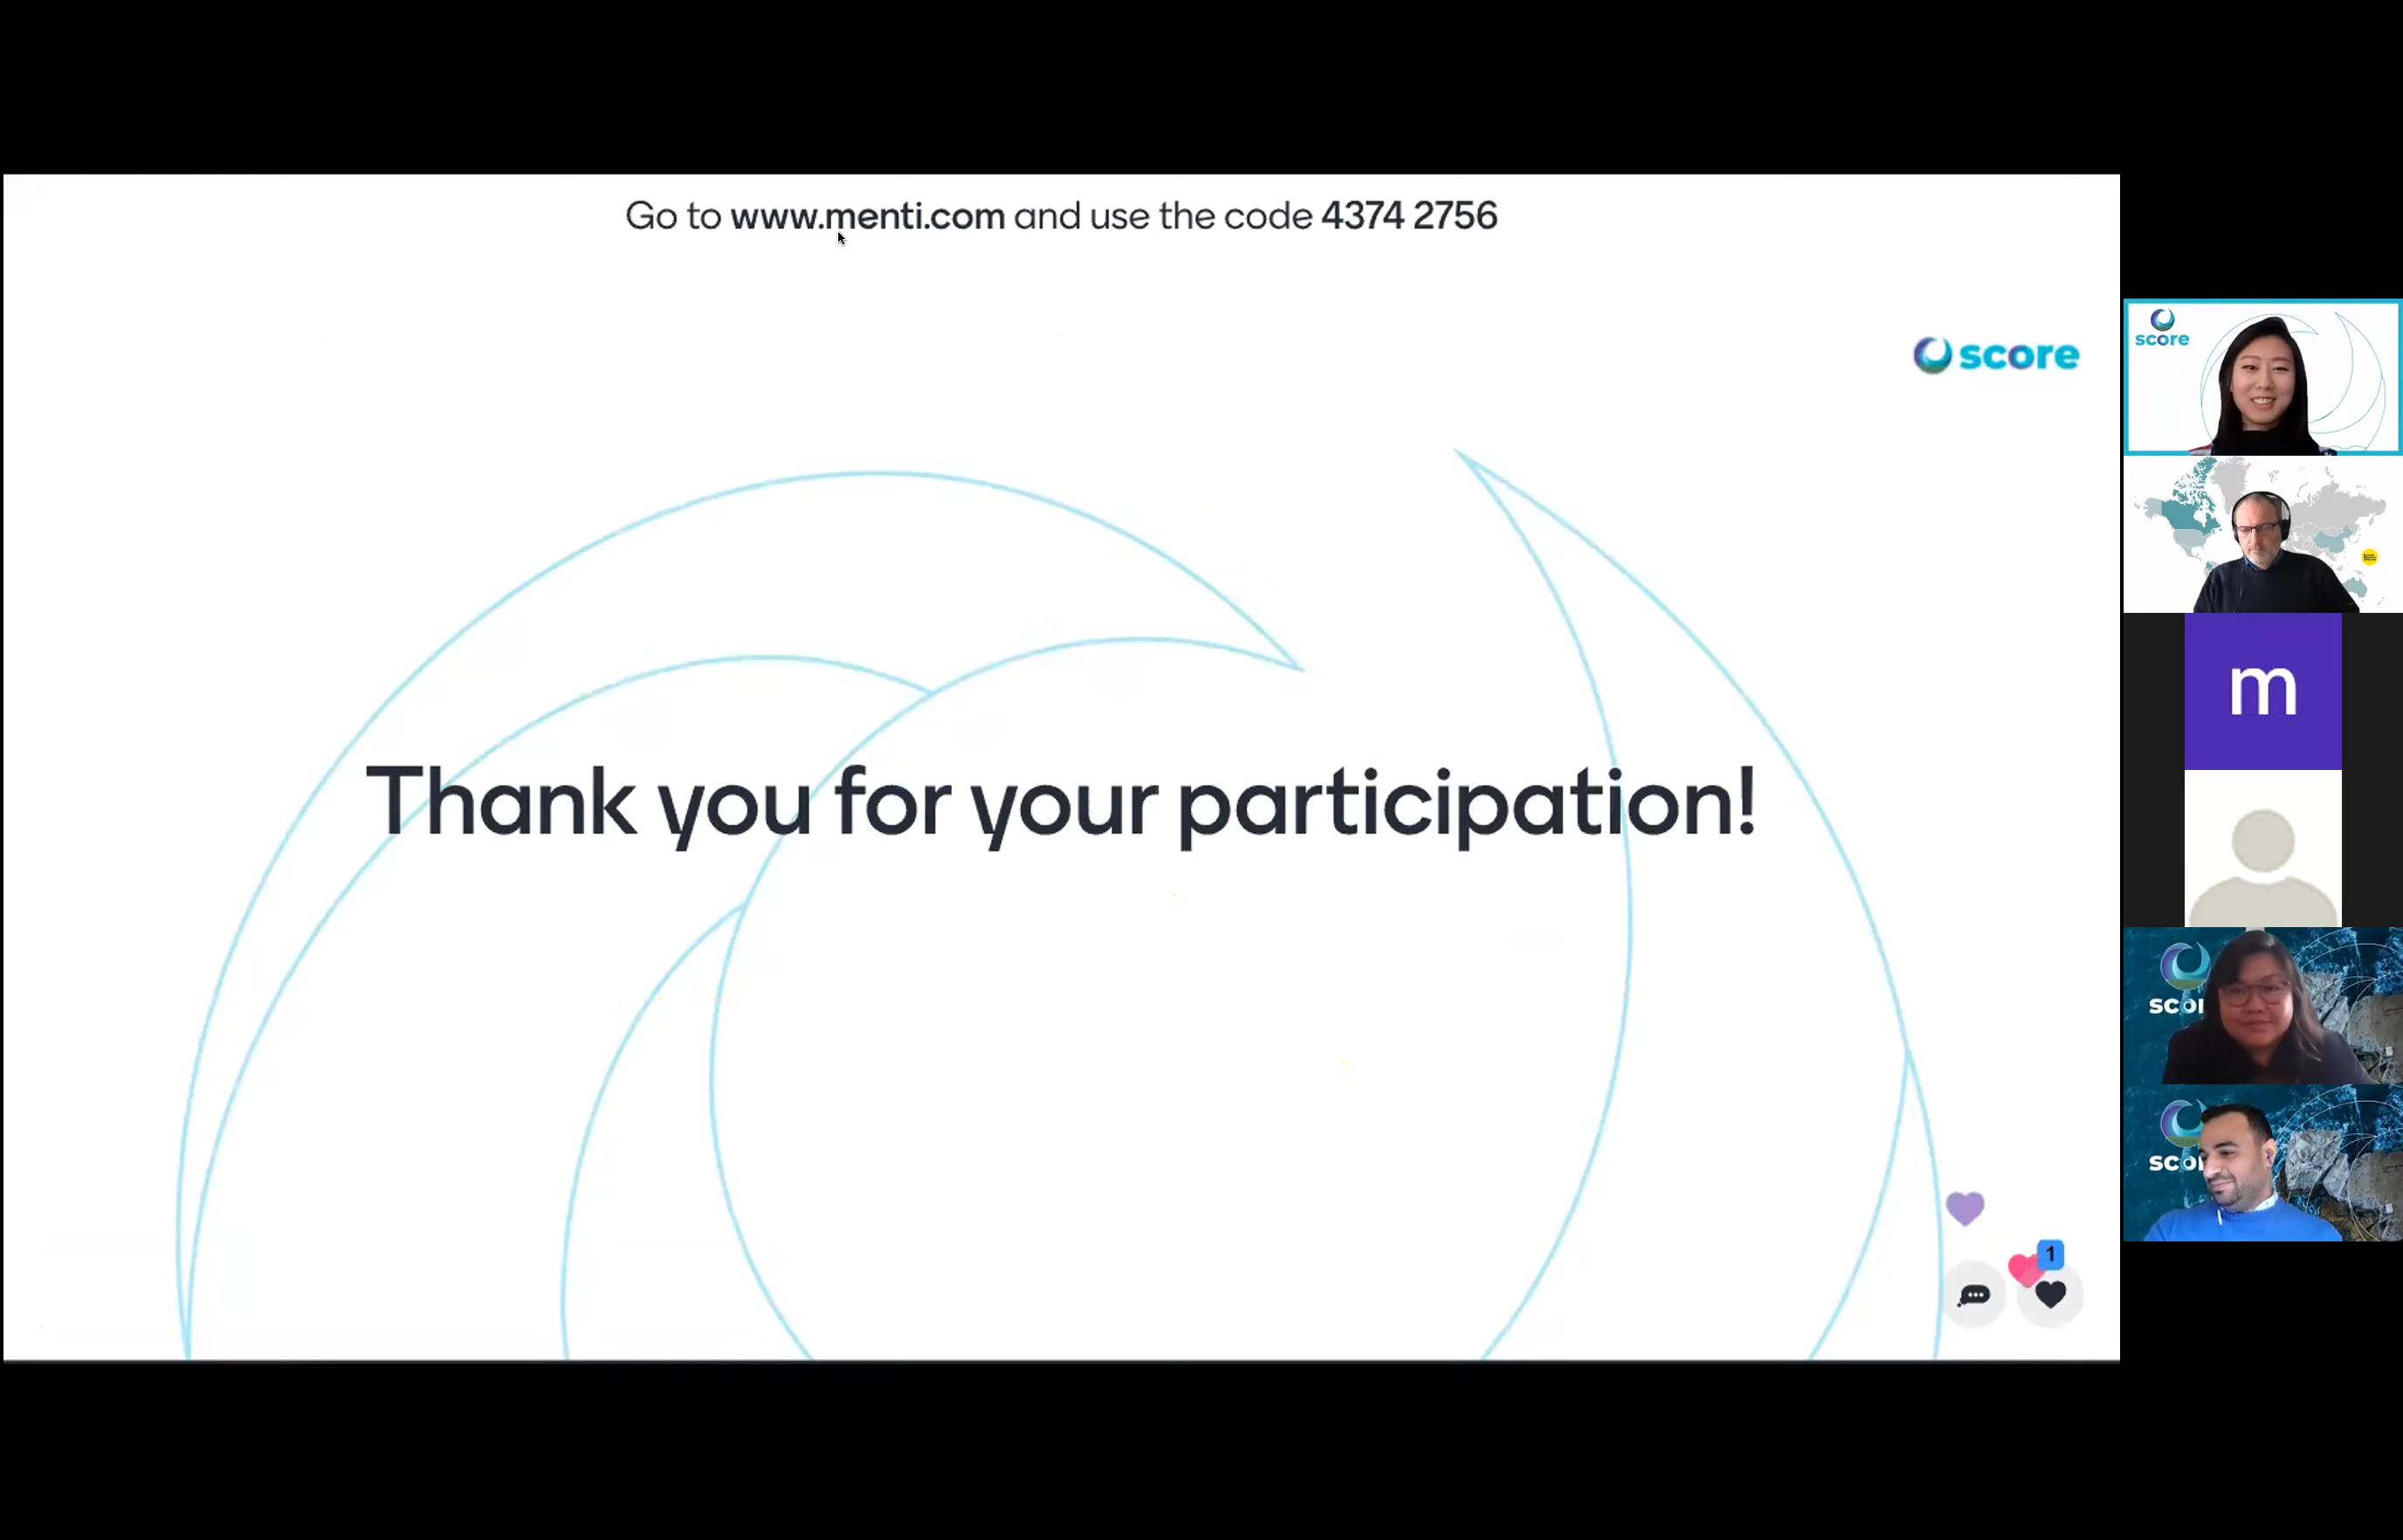 Go to www.menti.com and use the code 4374 2756
score
Thank you for your participation!
1
score
m